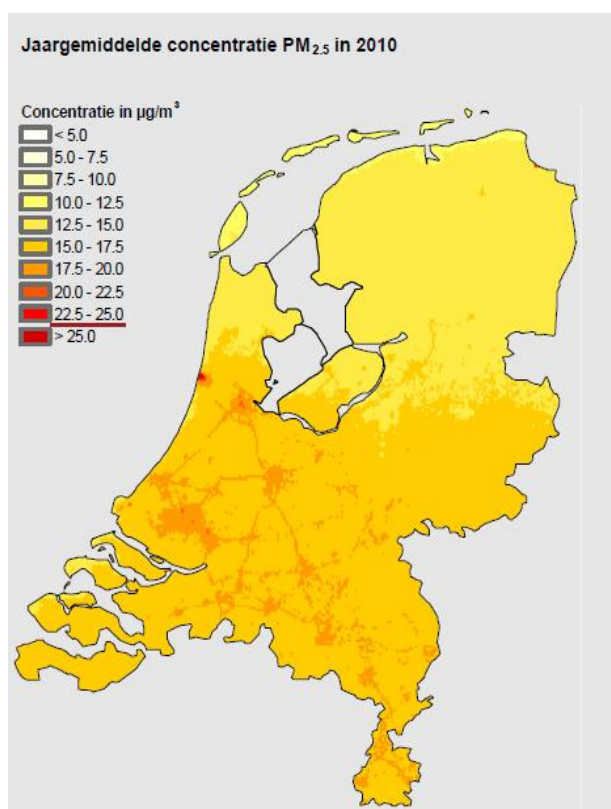 Jaargemiddelde concentratie PM2.5 in 2010
Concentratie in µg/m³
< 5.0
5.0 - 7.5
7.5 - 10.0
10.0 - 12.5
12.5 - 15.0
15.0 - 17.5
17.5 - 20.0
20.0 - 22.5
22.5 - 25.0
> 25.0